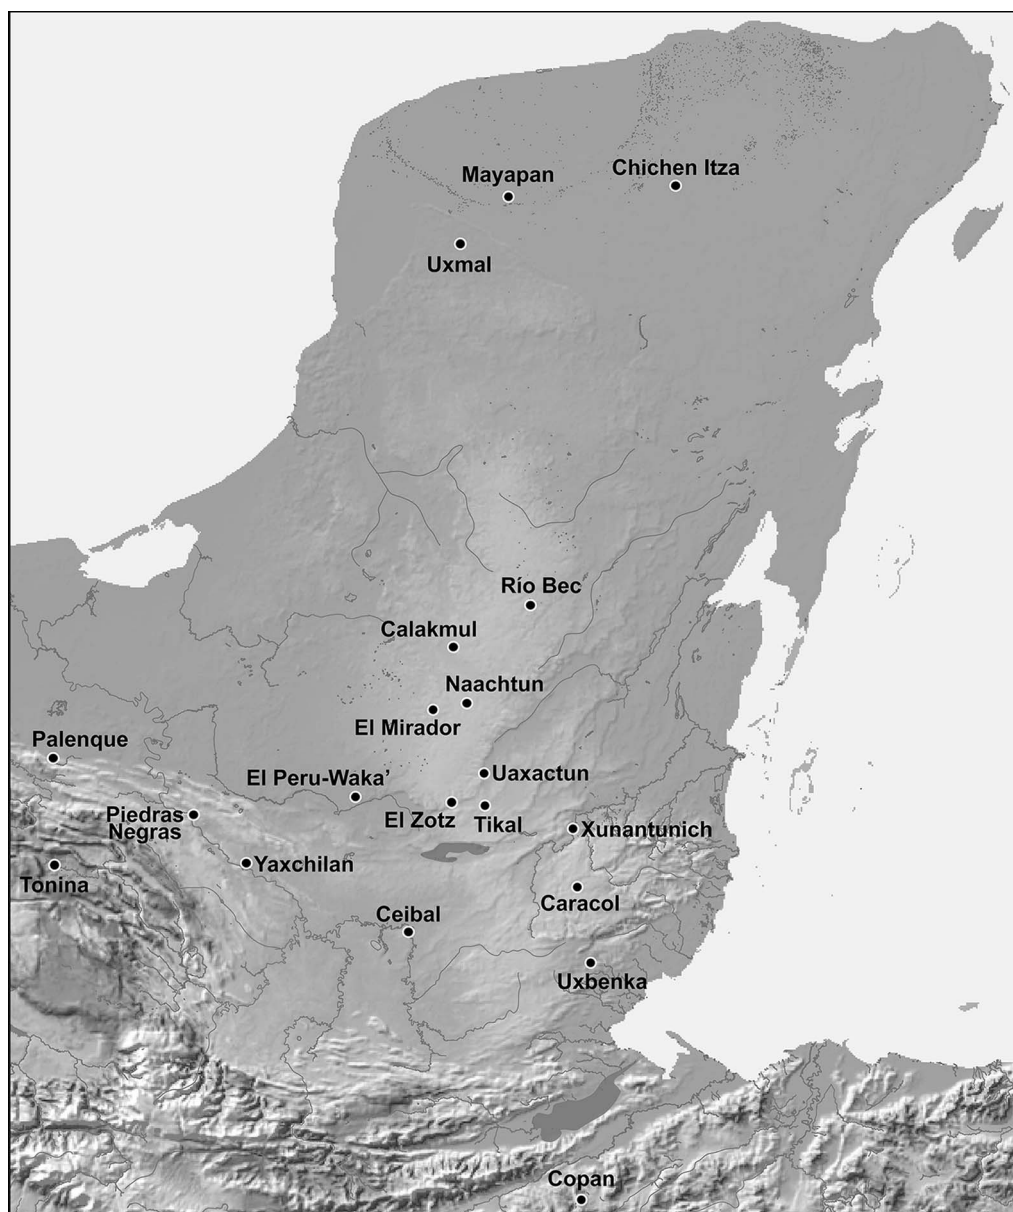 Chichen Itza
Mayapan
Uxmal
Río Bec
Calakmul
Naachtun
El Mirador
Palenque
El Peru-Waka’
Uaxactun
Piedras
Negras
El Zotz
Tikal
Xunantunich
Yaxchilan
Tonina
Caracol
Ceibal
Uxbenka
Copan